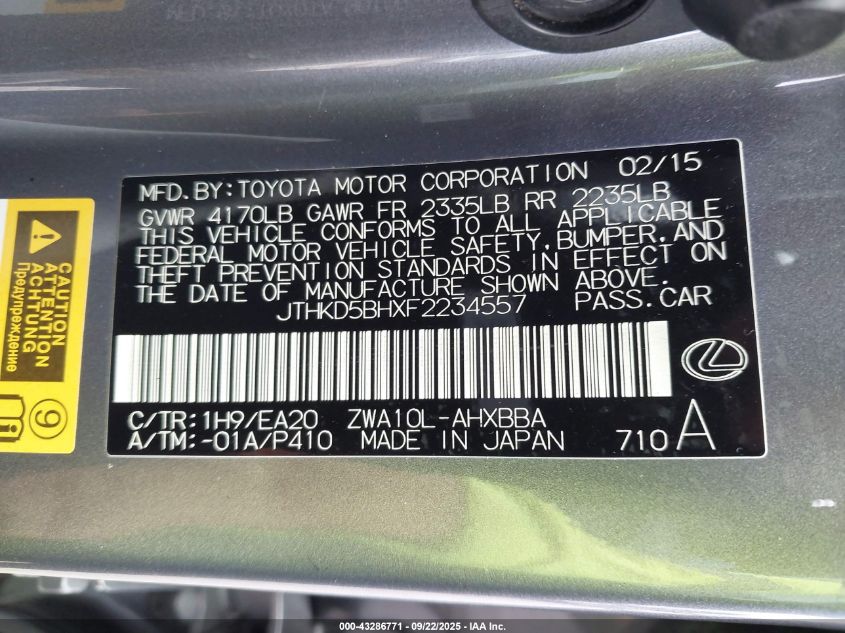 MFD.BY:TOYOTA MOTOR CORPORATION 02/15
GVWR 4170LB GAWR FR 2335LB RR 2235LB
THIS VEHICLE CONFORMS TO ALL APPLICABLE
FEDERAL MOTOR VEHICLE SAFETY,BUMPER,AND
THEFT PREVENTION STANDARDS IN EFFECT ON
THE DATE OF MANUFACTURE SHOWN ABOVE.
JTHKD5BHXF2234557 PASS.CAR
C/TR:1H9/EA20 ZWA10L-AHXBBA
A/TM:-01A/P410 MADE IN JAPAN 710 A
CAUTION
ACHTUNG
Предупреждение
9
000-43286771 - 09/22/2025 - IAA Inc.